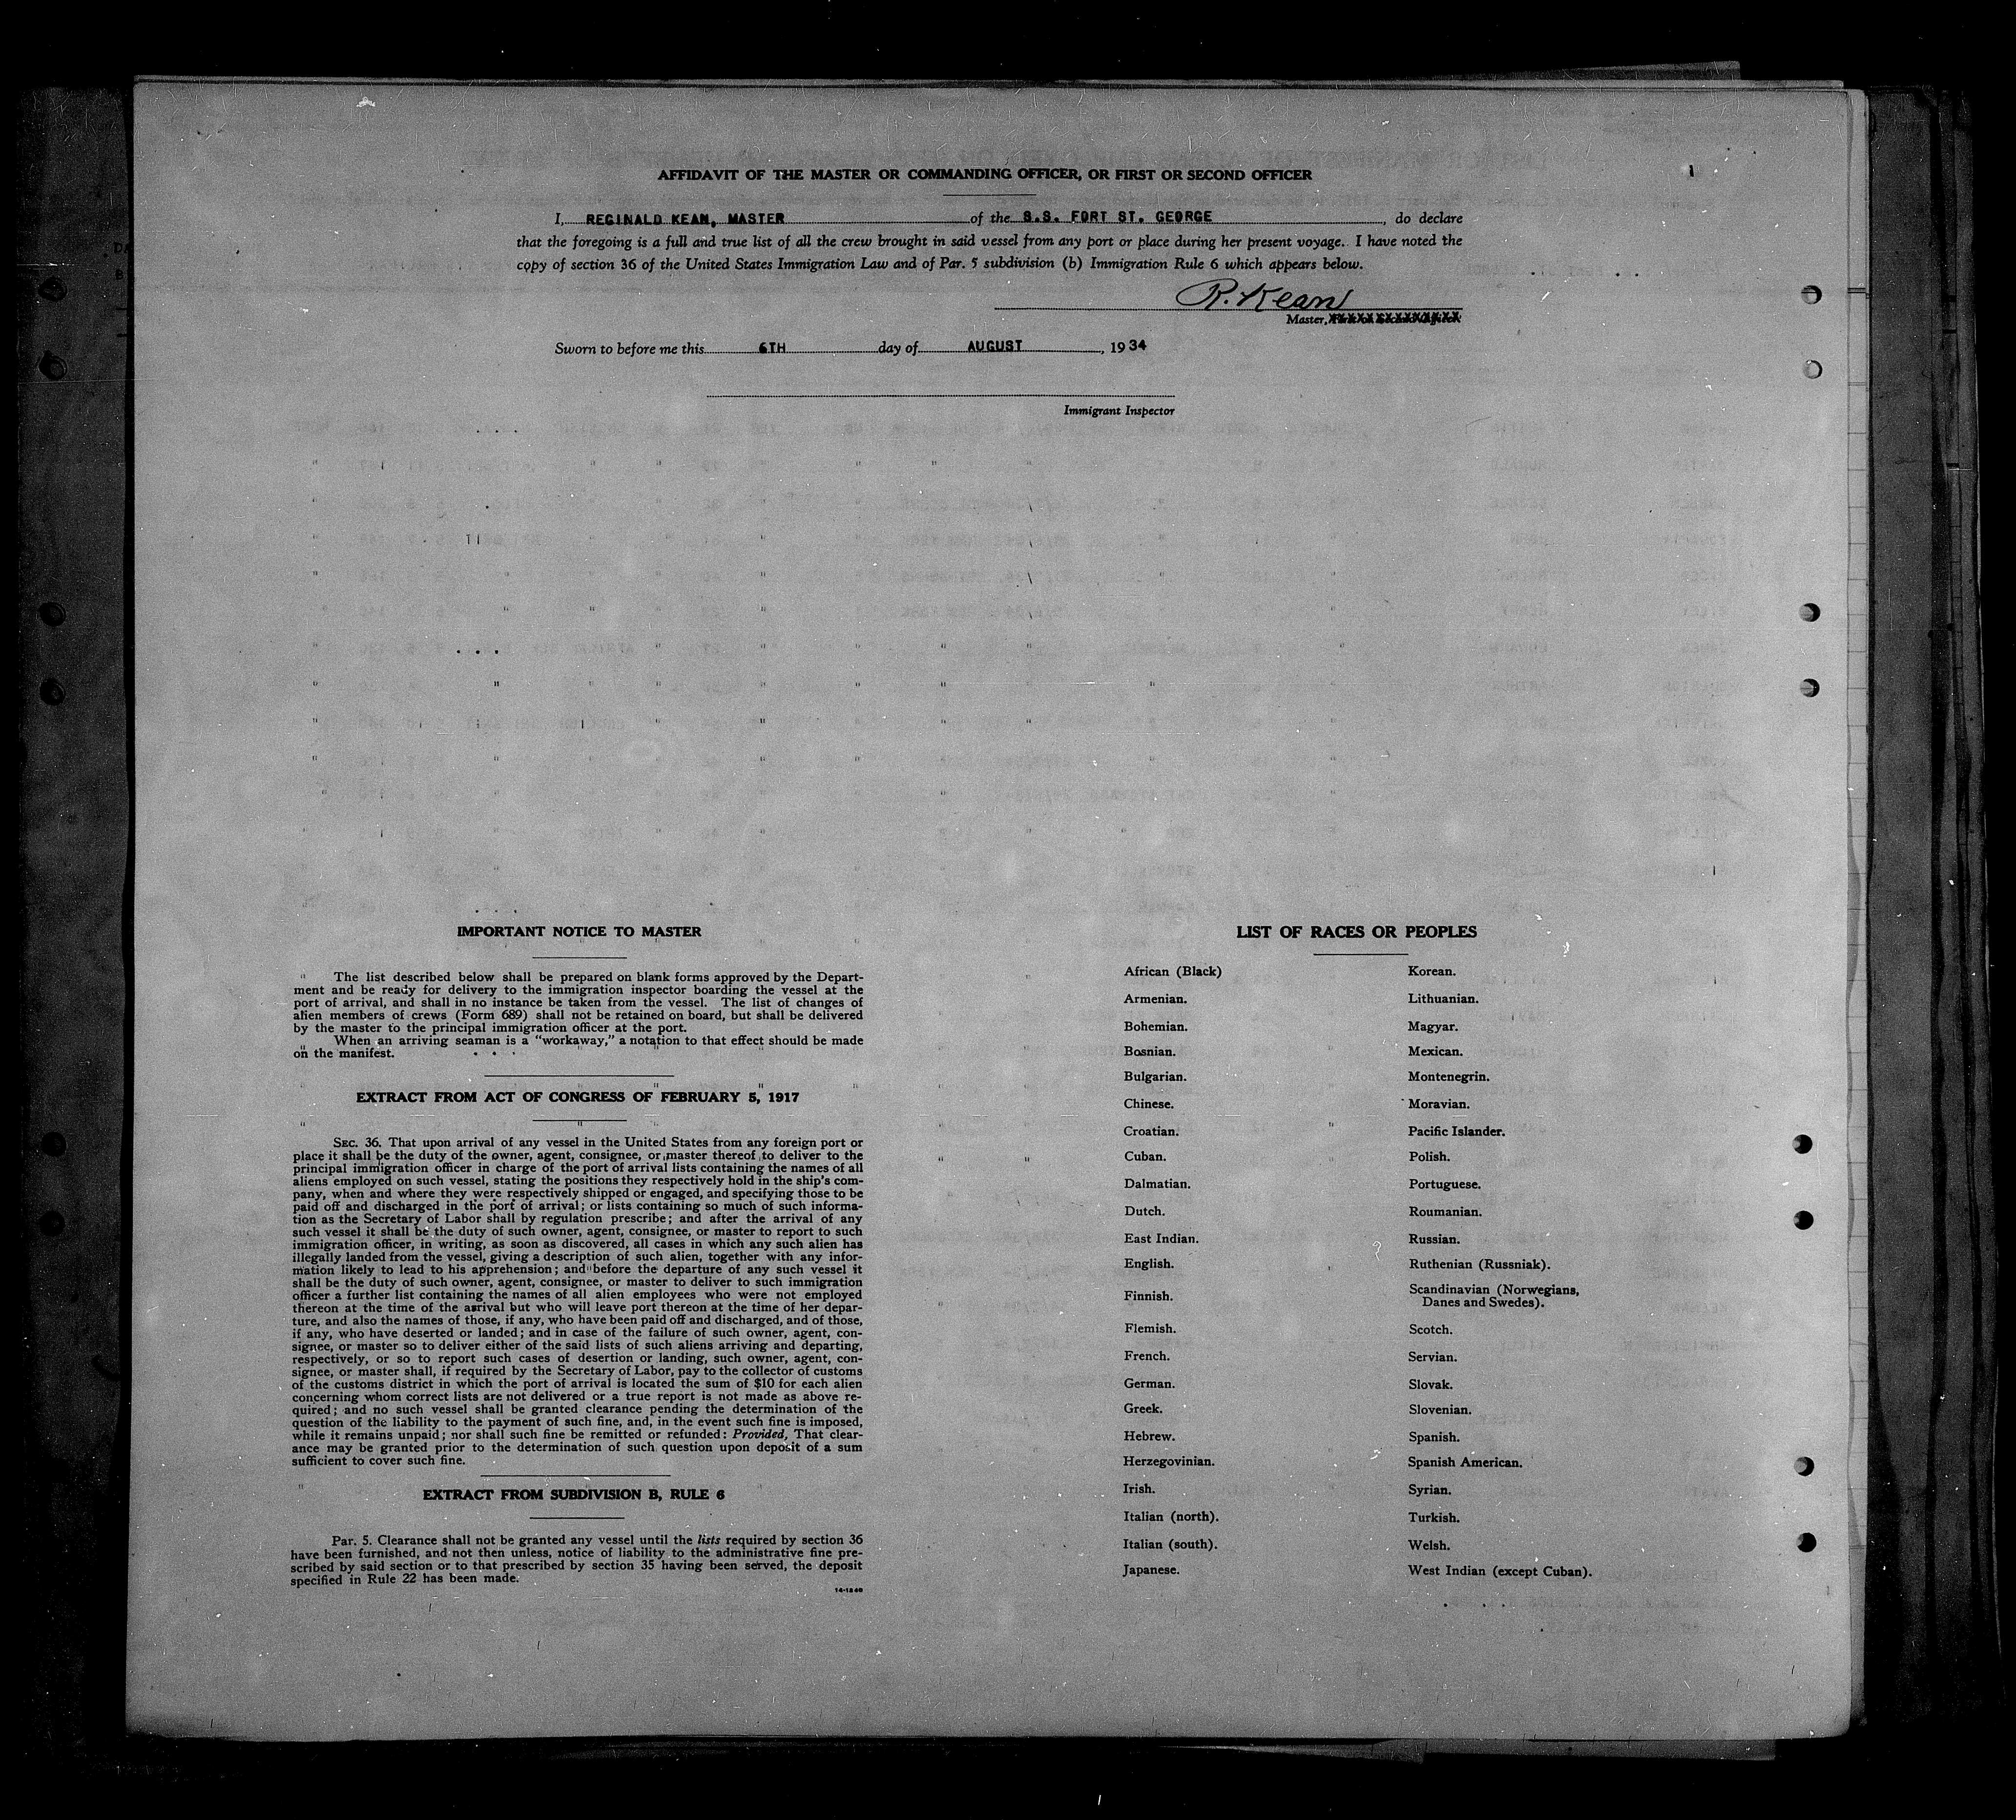 AFFIDAVIT OF THE MASTER OR COMMANDING OFFICER, OR FIRST OR SECOND OFFICER
I, REGINALD KEAN, MASTER of the S.S. FORT ST. GEORGE, do declare
that the foregoing is a full and true list of all the crew brought in said vessel from any port or place during her present voyage. I have noted the
copy of section 36 of the United States Immigration Law and of Par. 5 subdivision (b) Immigration Rule 6 which appears below.
R. Kean
Master,
Sworn to before me this 6TH day of AUGUST, 1934
Immigrant Inspector
IMPORTANT NOTICE TO MASTER
The list described below shall be prepared on blank forms approved by the Depart-
ment and be ready for delivery to the immigration inspector boarding the vessel at the
port of arrival, and shall in no instance be taken from the vessel. The list of changes of
alien members of crews (Form 689) shall not be retained on board, but shall be delivered
by the master to the principal immigration officer at the port.
When an arriving seaman is a "workaway," a notation to that effect should be made
on the manifest.
EXTRACT FROM ACT OF CONGRESS OF FEBRUARY 5, 1917
SEC. 36. That upon arrival of any vessel in the United States from any foreign port or
place it shall be the duty of the owner, agent, consignee, or master thereof to deliver to the
principal immigration officer in charge of the port of arrival lists containing the names of all
aliens employed on such vessel, stating the positions they respectively hold in the ship's com-
pany, when and where they were respectively shipped or engaged, and specifying those to be
paid off and discharged in the port of arrival; or lists containing so much of such informa-
tion as the Secretary of Labor shall by regulation prescribe; and after the arrival of any
such vessel it shall be the duty of such owner, agent, consignee, or master to report to such
immigration officer, in writing, as soon as discovered, all cases in which any such alien has
illegally landed from the vessel, giving a description of such alien, together with any infor-
mation likely to lead to his apprehension; and before the departure of any such vessel it
shall be the duty of such owner, agent, consignee, or master to deliver to such immigration
officer a further list containing the names of all alien employees who were not employed
thereon at the time of the arrival but who will leave port thereon at the time of her depar-
ture, and also the names of those, if any, who have been paid off and discharged, and of those,
if any, who have deserted or landed; and in case of the failure of such owner, agent, con-
signee, or master so to deliver either of the said lists of such aliens arriving and departing,
respectively, or so to report such cases of desertion or landing, such owner, agent, con-
signee, or master shall, if required by the Secretary of Labor, pay to the collector of customs
of the customs district in which the port of arrival is located the sum of $10 for each alien
concerning whom correct lists are not delivered or a true report is not made as above re-
quired; and no such vessel shall be granted clearance pending the determination of the
question of the liability to the payment of such fine, and, in the event such fine is imposed,
while it remains unpaid; nor shall such fine be remitted or refunded: Provided, That clear-
ance may be granted prior to the determination of such question upon deposit of a sum
sufficient to cover such fine.
EXTRACT FROM SUBDIVISION B, RULE 6
Par. 5. Clearance shall not be granted any vessel until the lists required by section 36
have been furnished, and not then unless, notice of liability to the administrative fine pre-
scribed by said section or to that prescribed by section 35 having been served, the deposit
specified in Rule 22 has been made.
14-1240
LIST OF RACES OR PEOPLES
African (Black)
Armenian.
Bohemian.
Bosnian.
Bulgarian.
Chinese.
Croatian.
Cuban.
Dalmatian.
Dutch.
East Indian.
English.
Finnish.
Flemish.
French.
German.
Greek.
Hebrew.
Herzegovinian.
Irish.
Italian (north).
Italian (south).
Japanese.
Korean.
Lithuanian.
Magyar.
Mexican.
Montenegrin.
Moravian.
Pacific Islander.
Polish.
Portuguese.
Roumanian.
Russian.
Ruthenian (Russniak).
Scandinavian (Norwegians,
Danes and Swedes).
Scotch.
Servian.
Slovak.
Slovenian.
Spanish.
Spanish American.
Syrian.
Turkish.
Welsh.
West Indian (except Cuban).